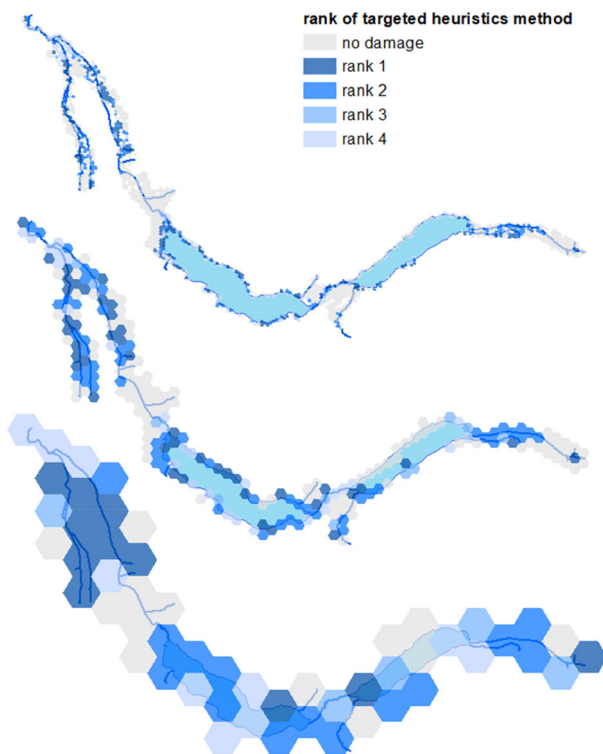 rank of targeted heuristics method
no damage
rank 1
rank 2
rank 3
rank 4